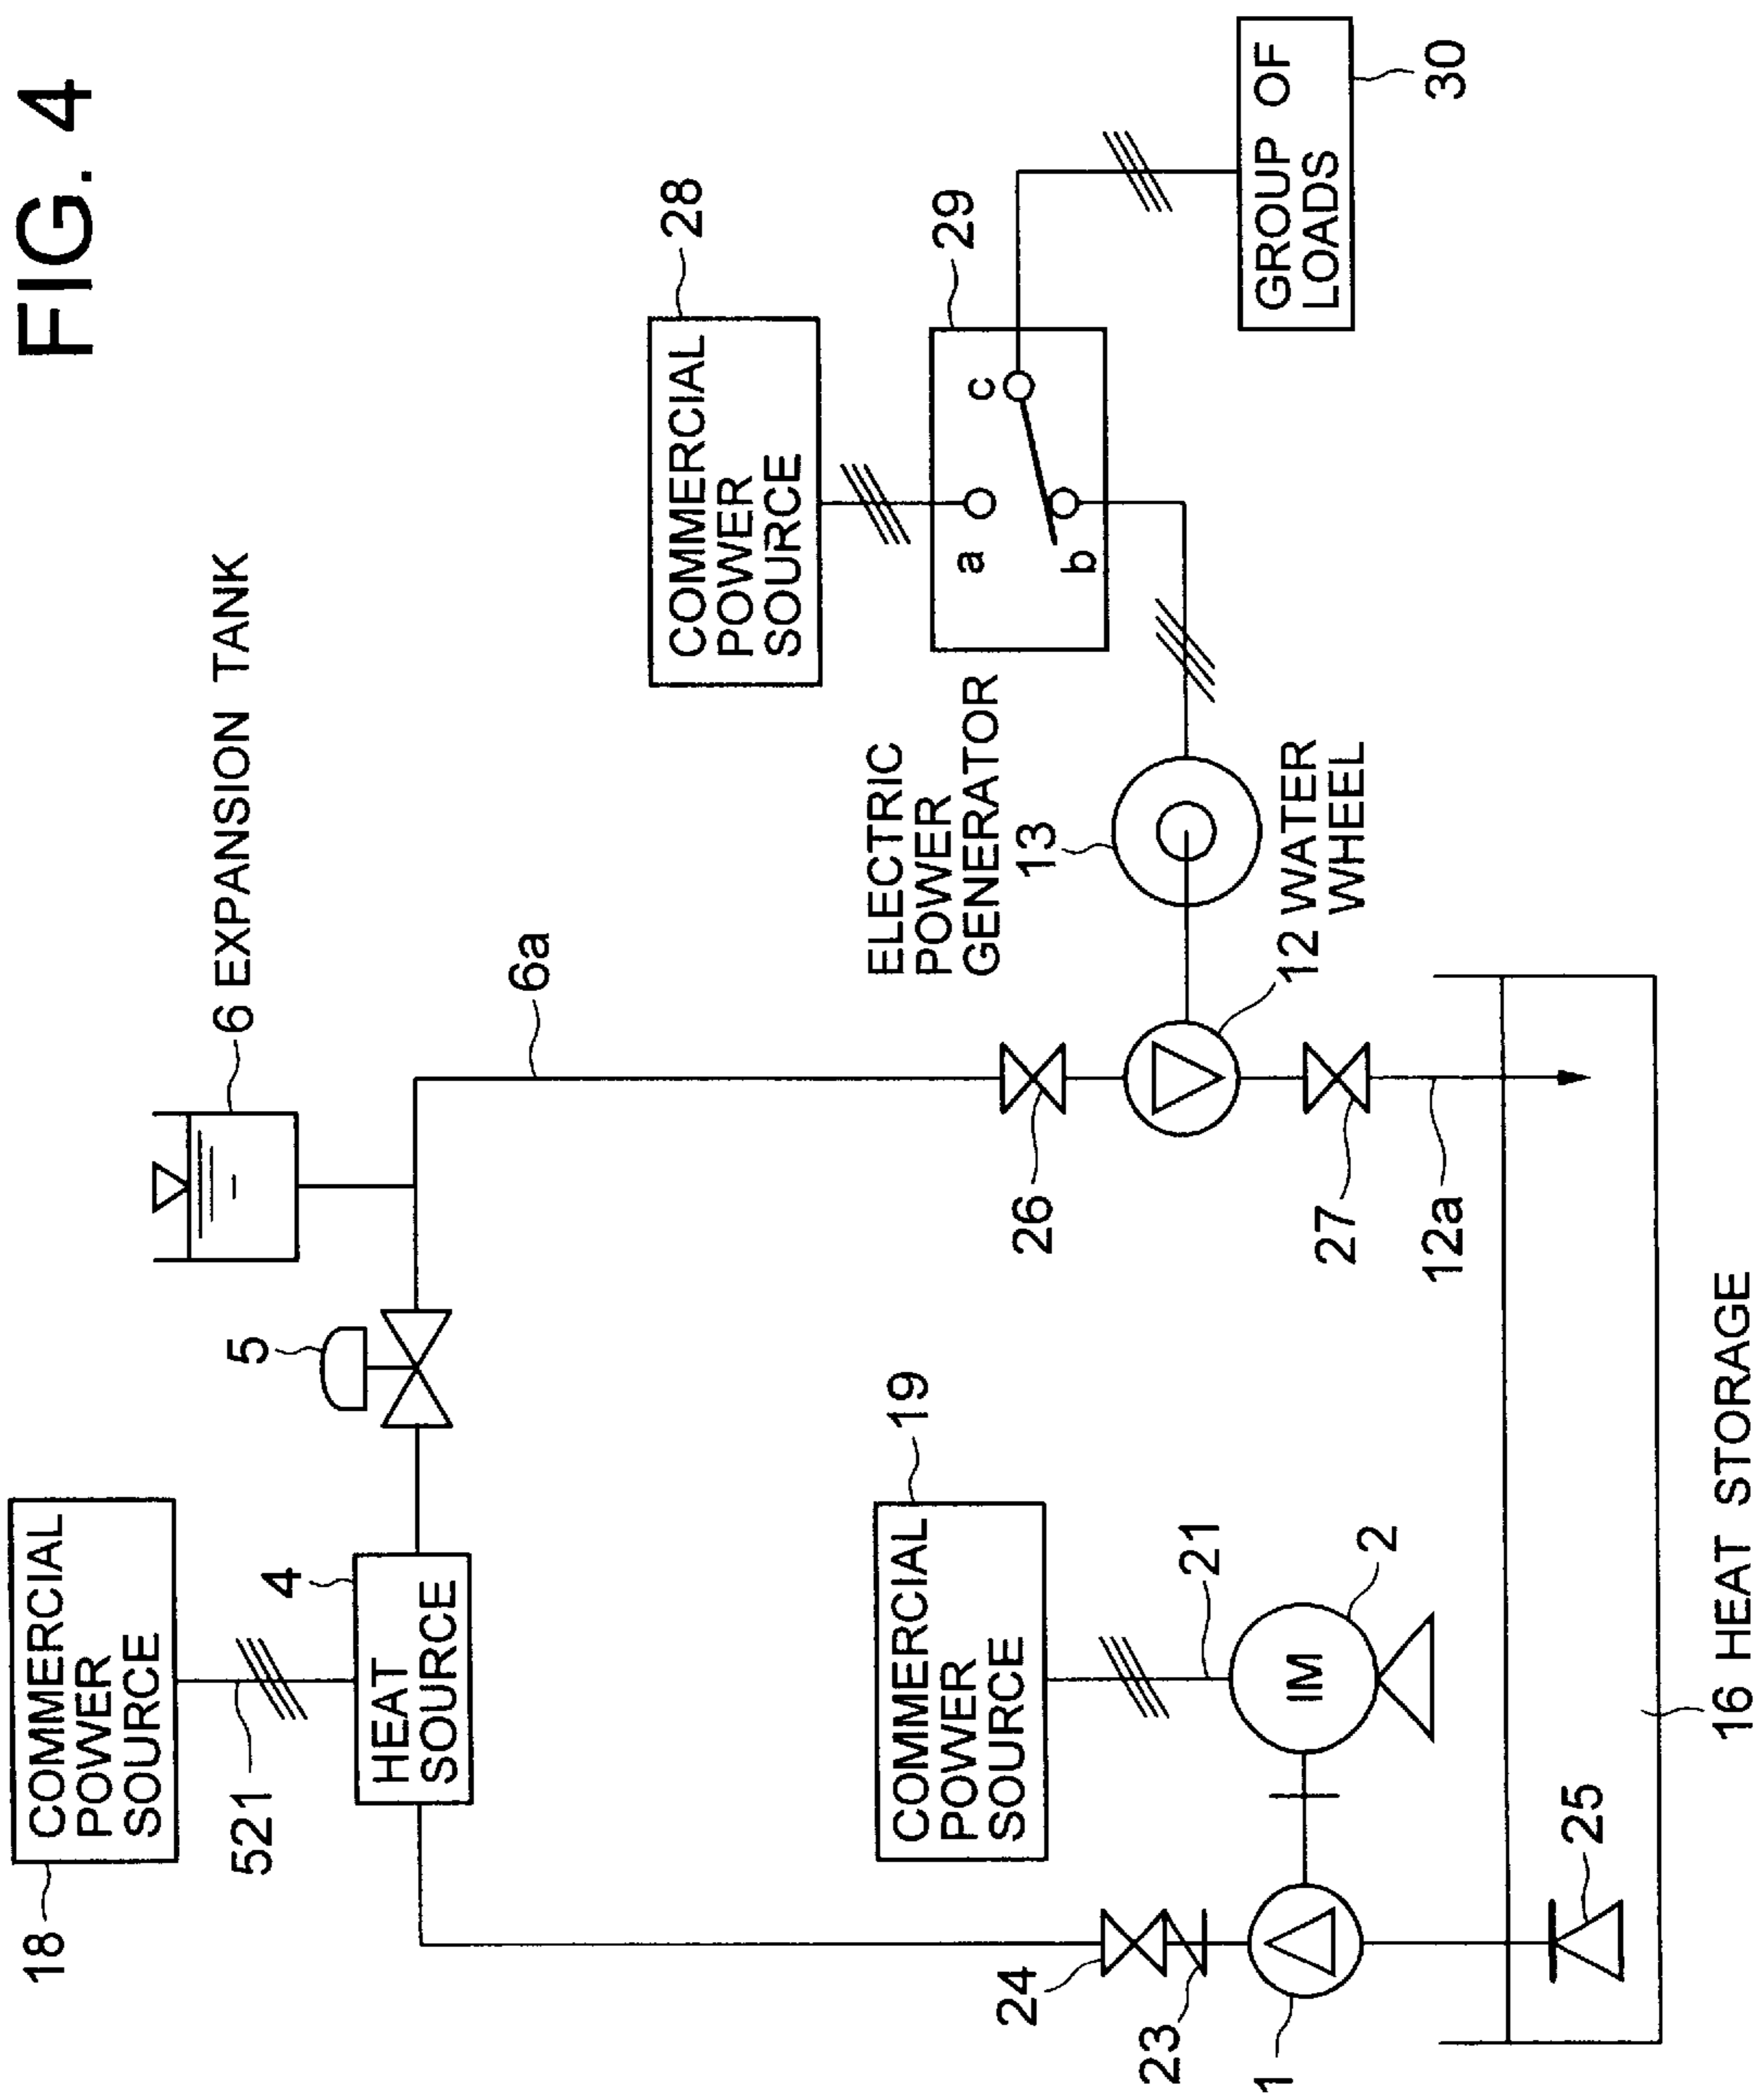 FIG. 4
18
COMMERCIAL
POWER
SOURCE
521
4
HEAT
SOURCE
5
6 EXPANSION TANK
6a
COMMERCIAL
POWER
SOURCE
28
29
a
b
c
GROUP OF
LOADS
30
ELECTRIC
POWER
GENERATOR
13
12 WATER
WHEEL
26
27
12a
COMMERCIAL
POWER
SOURCE
19
21
IM
2
24
23
1
25
16 HEAT STORAGE